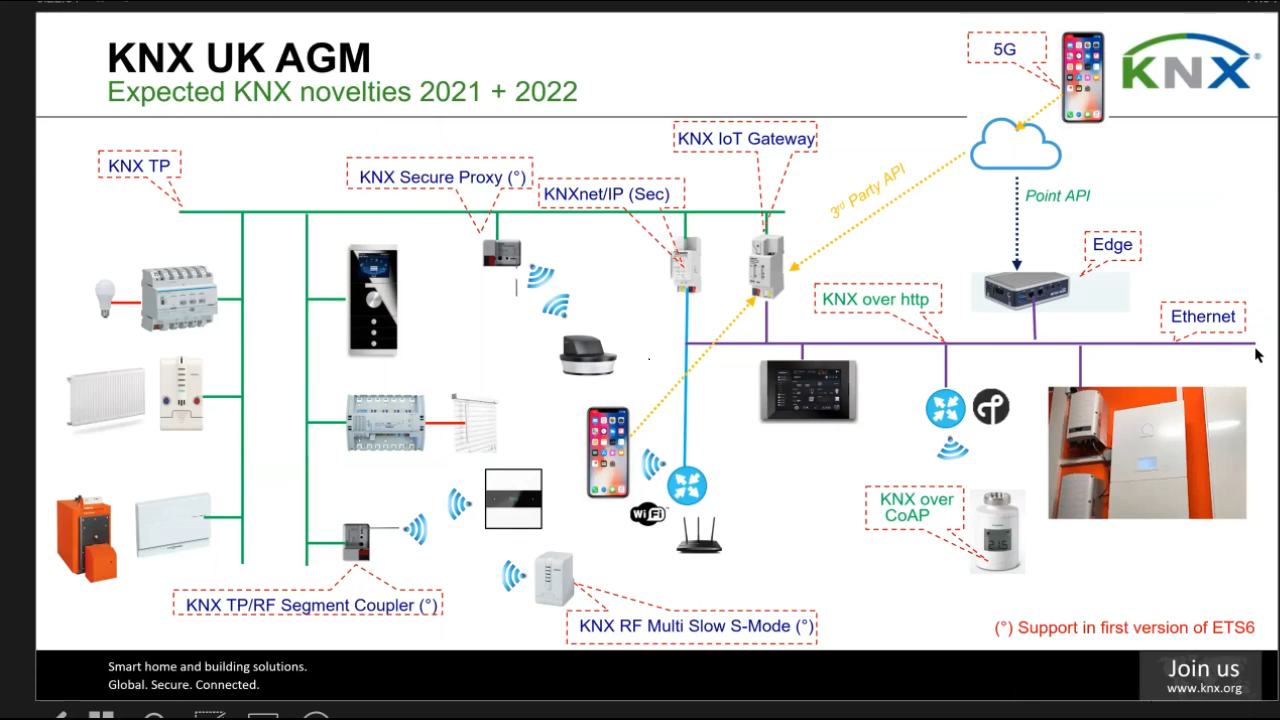 KNX UK AGM
Expected KNX novelties 2021 + 2022
5G
KNX
KNX TP
KNX Secure Proxy (°)
KNXnet/IP (Sec)
KNX IoT Gateway
3rd Party API
Point API
Edge
KNX over http
Ethernet
WiFi
KNX over
CoAP
21.5
KNX TP/RF Segment Coupler (°)
KNX RF Multi Slow S-Mode (°)
(°) Support in first version of ETS6
Smart home and building solutions.
Global. Secure. Connected.
Join us
www.knx.org